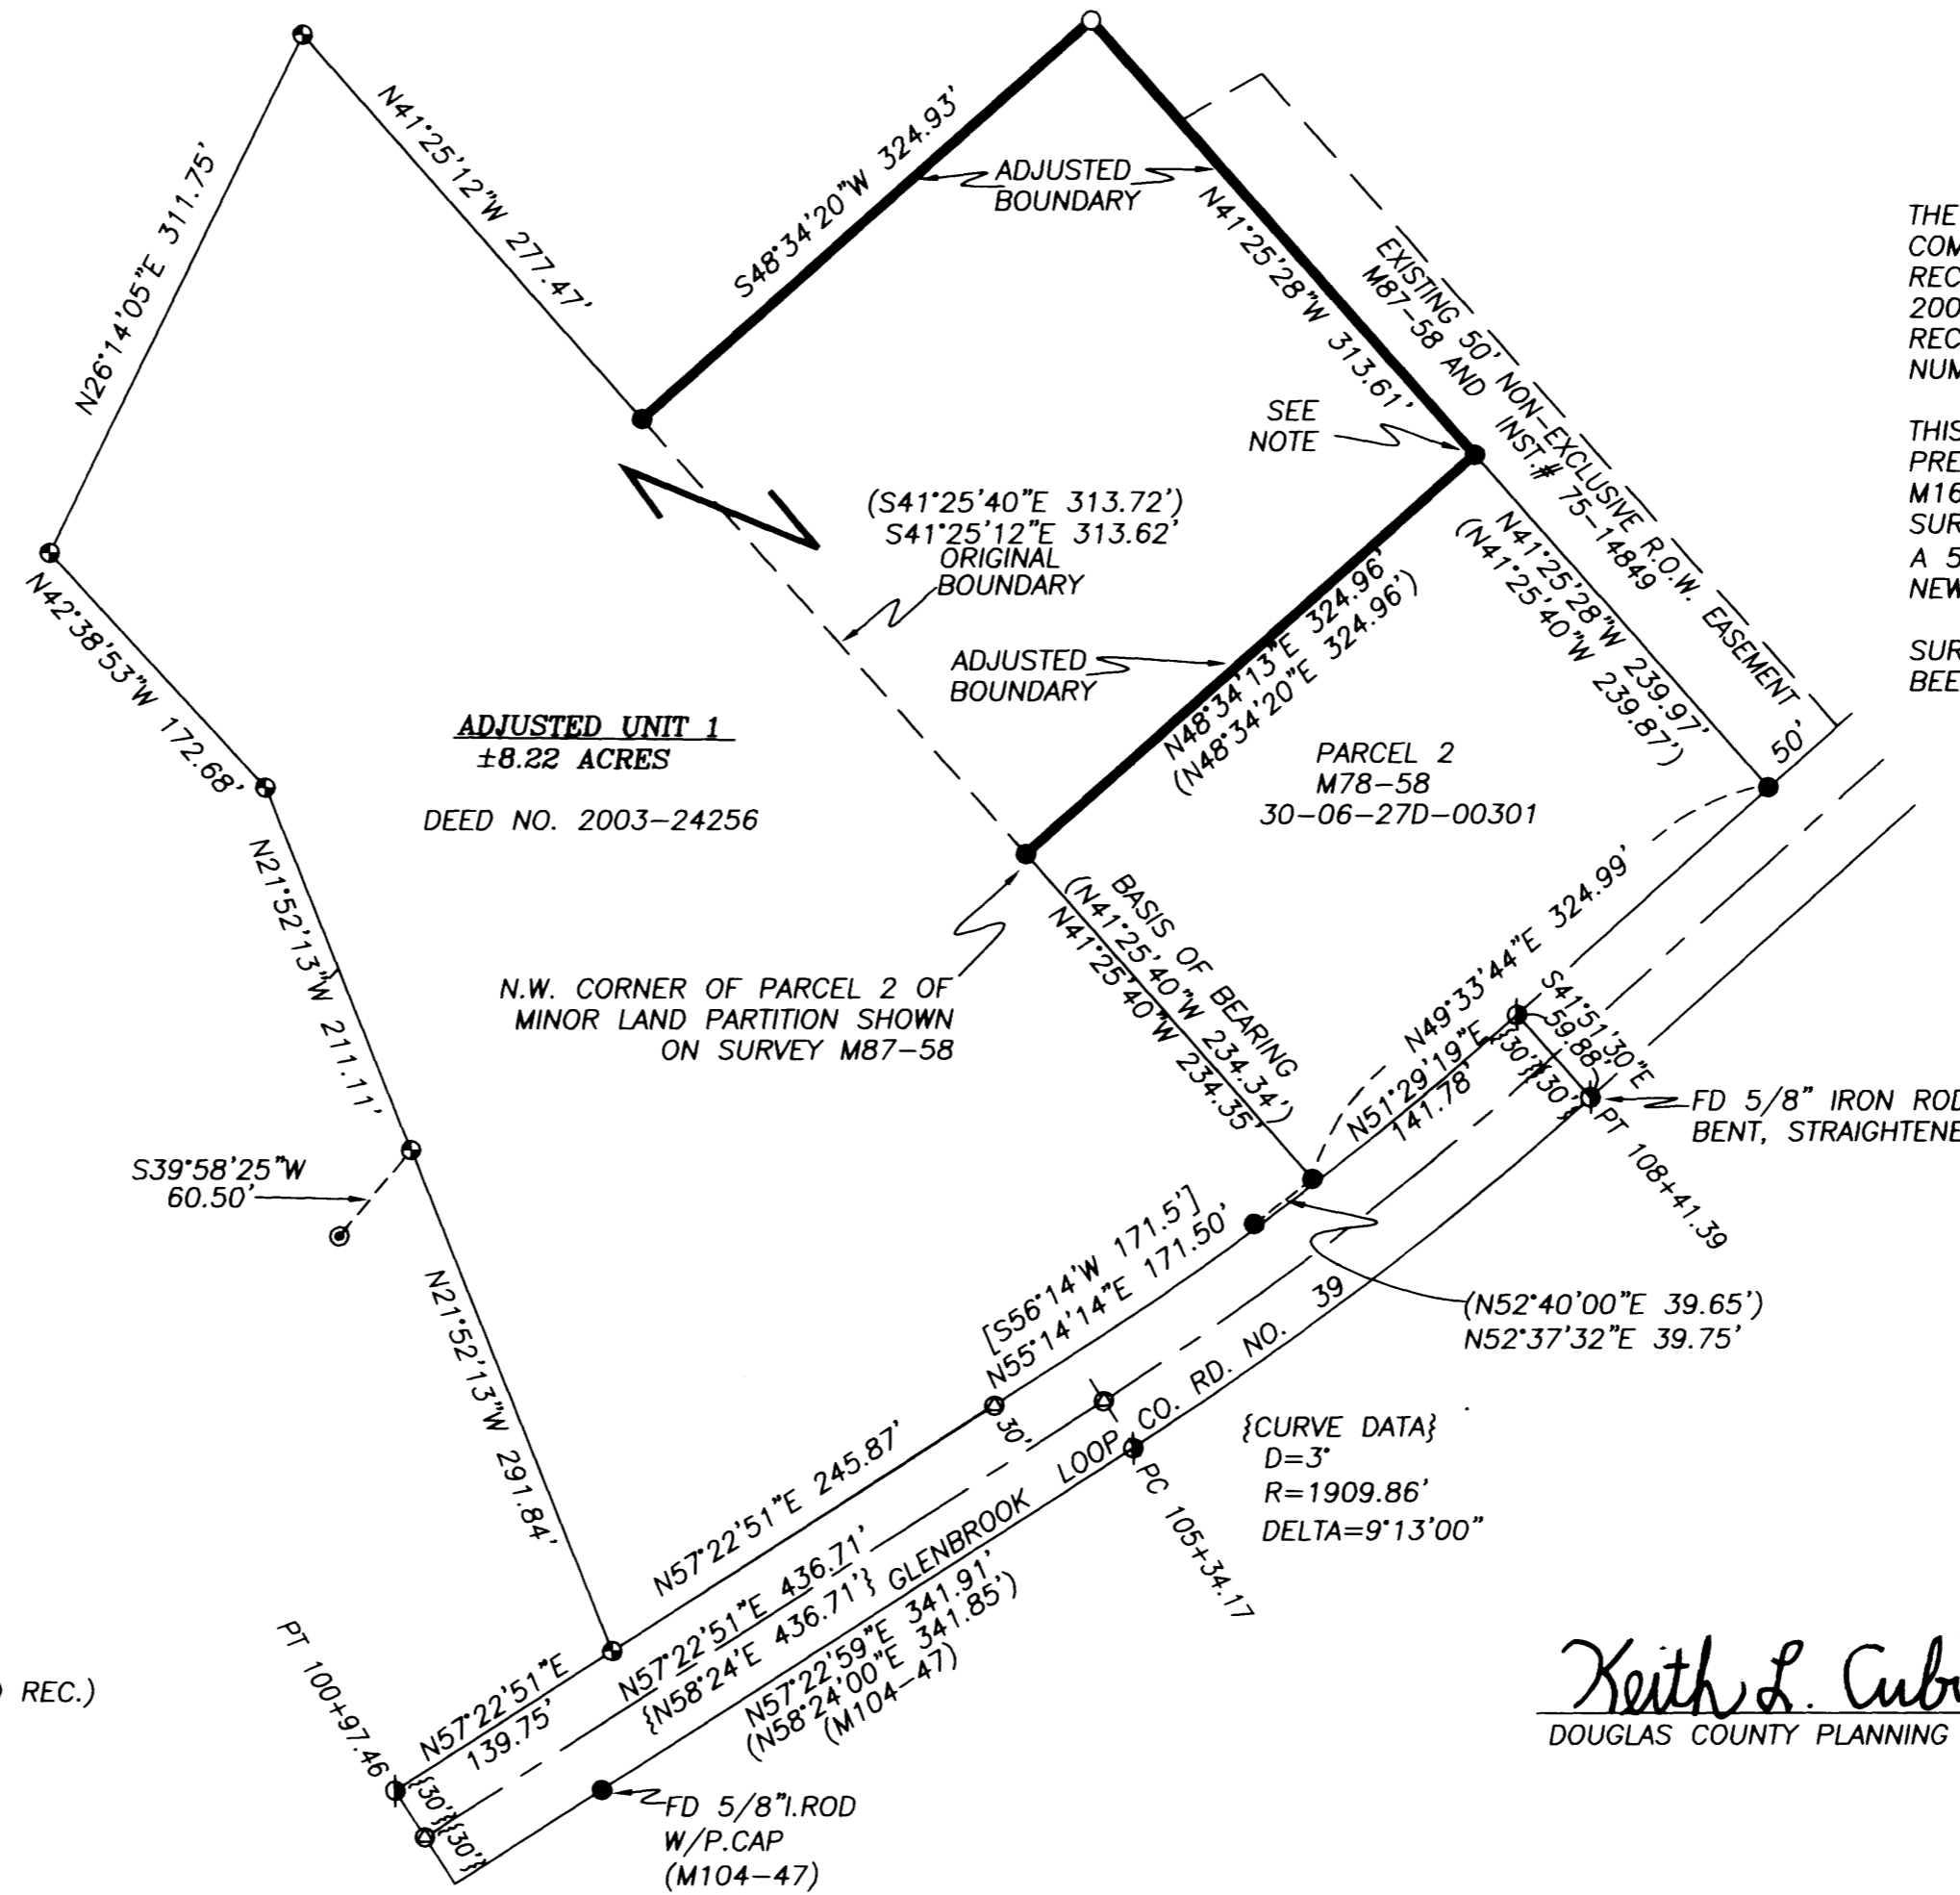 N26°14'05"E 311.75'
N41°25'12"W 277.47'
S48°34'20"W 324.93'
ADJUSTED
BOUNDARY
N41°25'28"W 313.61'
EXISTING 50' NON-EXCLUSIVE R.O.W. EASEMENT
M87-58 AND INST.# 75-14849
SEE
NOTE
(S41°25'40"E 313.72')
S41°25'12"E 313.62'
ORIGINAL
BOUNDARY
ADJUSTED
BOUNDARY
N48°34'13"E 324.96'
(N48°34'20"E 324.96')
N41°25'28"W 239.97'
(N41°25'40"W 239.87')
50'
THE
COM
REC
200
REC
NUM
THIS
PRE
M16
SUR
A 5
NEW
SUR
BEE
N42°38'53"W 172.68'
ADJUSTED UNIT 1
±8.22 ACRES
DEED NO. 2003-24256
PARCEL 2
M78-58
30-06-27D-00301
N21°52'13"W 211.11'
N.W. CORNER OF PARCEL 2 OF
MINOR LAND PARTITION SHOWN
ON SURVEY M87-58
BASIS OF BEARING
(N41°25'40"W 234.34')
N41°25'40"W 234.35'
N49°33'44"E 324.99'
N51°29'19"E
141.78'
S41°51'30"E
59.88'
{30'}
{30'}
FD 5/8" IRON ROD
BENT, STRAIGHTENE
PT 108+41.39
S39°58'25"W
60.50'
N21°52'13"W 291.84'
[S56°14'W 171.5']
N55°14'14"E 171.50'
(N52°40'00"E 39.65')
N52°37'32"E 39.75'
30'
{CURVE DATA}
D=3°
R=1909.86'
DELTA=9°13'00"
PC 105+34.17
GLENBROOK LOOP CO. RD. NO. 39
N57°22'51"E 245.87'
N57°22'51"E 436.71'
{N58°24'E 436.71'}
N57°22'59"E 341.91'
(N58°24'00"E 341.85')
(M104-47)
PT 100+97.46
N57°22'51"E
139.75'
{30'}
{30'}
FD 5/8"I.ROD
W/P.CAP
(M104-47)
REC.)
Keith L. Cub
DOUGLAS COUNTY PLANNING